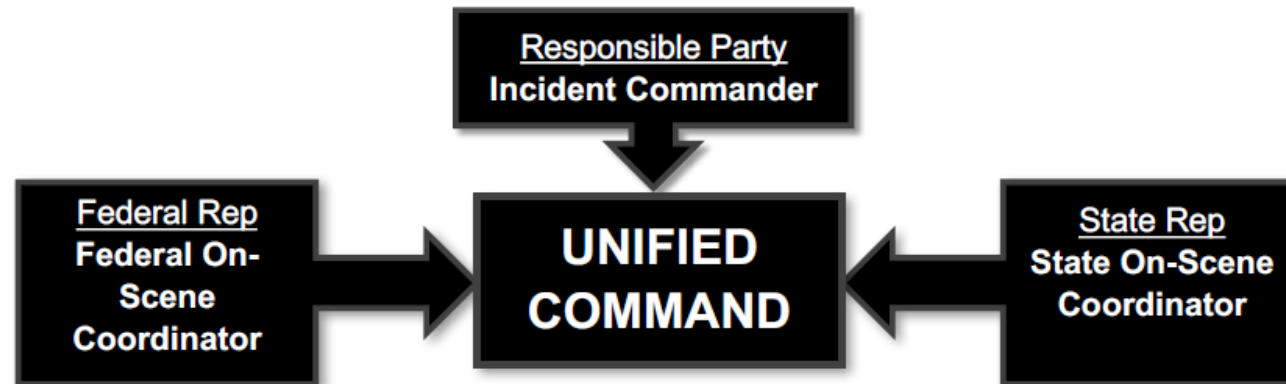 Responsible Party
Incident Commander
Federal Rep
Federal On-
Scene
Coordinator
UNIFIED
COMMAND
State Rep
State On-Scene
Coordinator